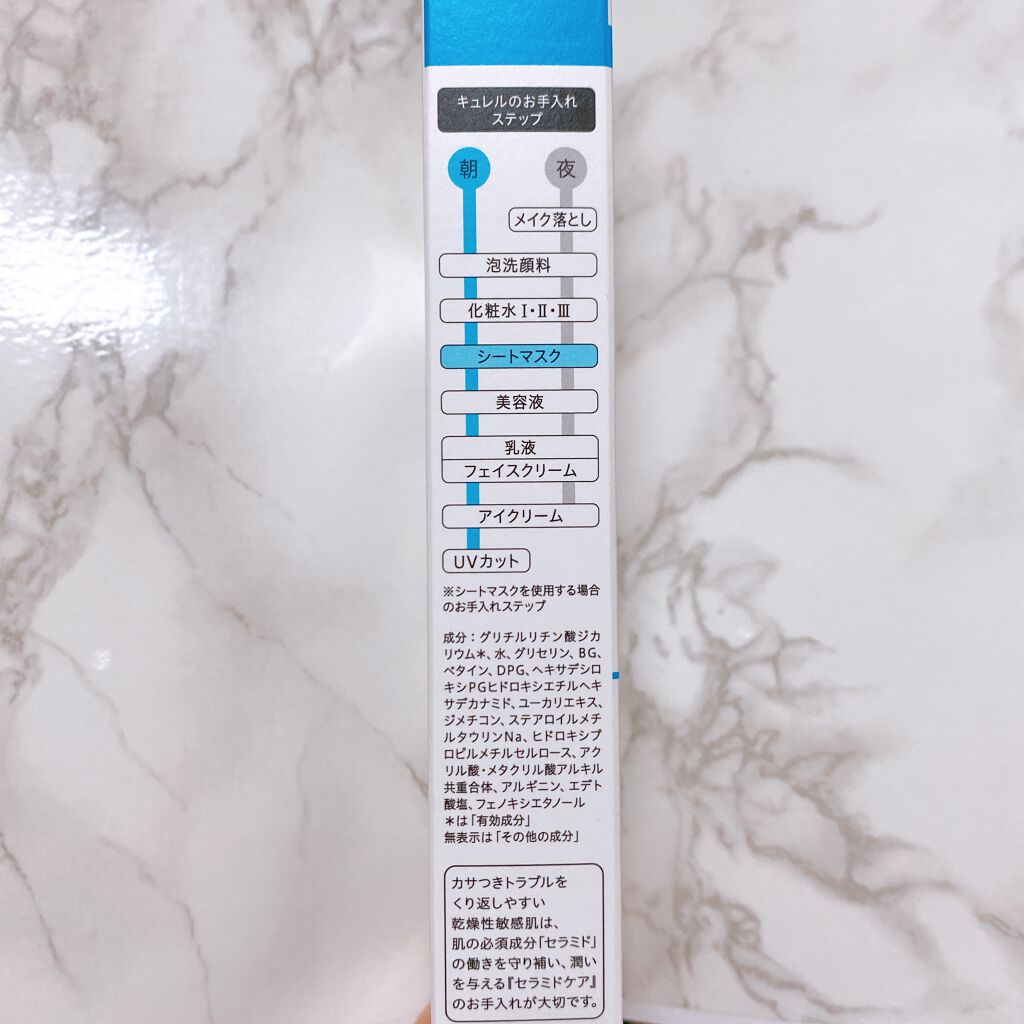 キュレルのお手入れ
ステップ
朝
夜
メイク落とし
泡洗顔料
化粧水 Ⅰ・Ⅱ・Ⅲ
シートマスク
美容液
乳液
フェイスクリーム
アイクリーム
UVカット
※シートマスクを使用する場合
のお手入れステップ
成分：グリチルリチン酸ジカ
リウム＊、水、グリセリン、BG、
ベタイン、DPG、ヘキサデシロ
キシPGヒドロキシエチルヘキ
サデカナミド、ユーカリエキス、
ジメチコン、ステアロイルメチ
ルタウリンNa、ヒドロキシプ
ロピルメチルセルロース、アク
リル酸・メタクリル酸アルキル
共重合体、アルギニン、エデト
酸塩、フェノキシエタノール
＊は「有効成分」
無表示は「その他の成分」
カサつきトラブルを
くり返しやすい
乾燥性敏感肌は、
肌の必須成分「セラミド」
の働きを守り補い、潤い
を与える『セラミドケア』
のお手入れが大切です。